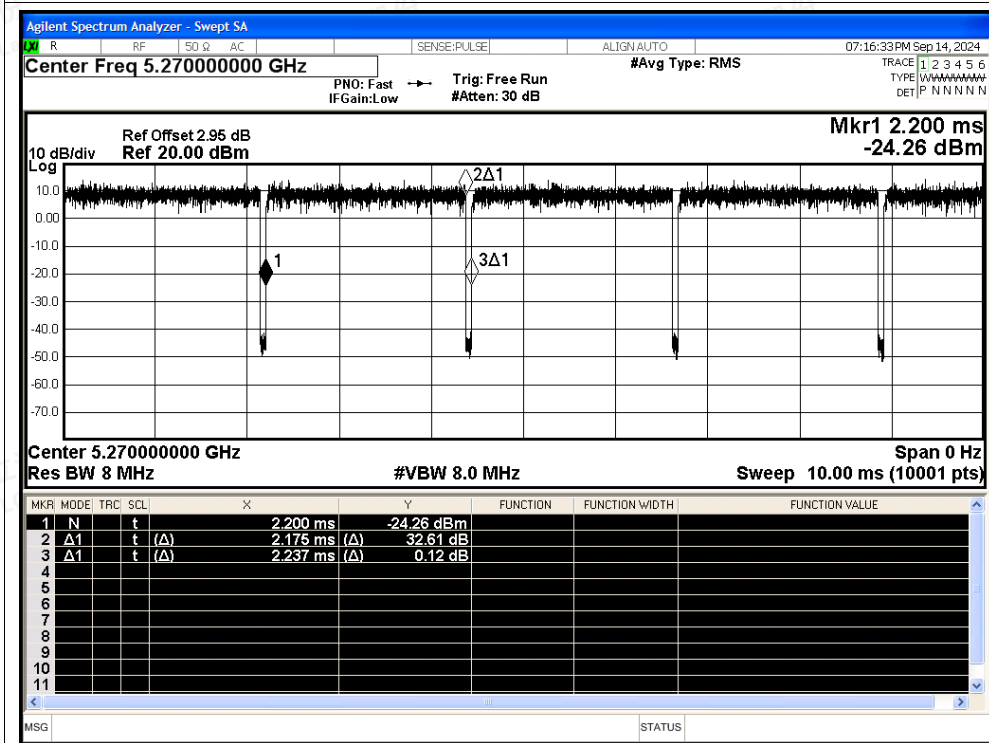 Agilent Spectrum Analyzer - Swept SA
LXI R RF 50 Ω AC SENSE:PULSE ALIGN AUTO 07:16:33 PM Sep 14, 2024
Center Freq 5.270000000 GHz #Avg Type: RMS TRACE 1 2 3 4 5 6
PNO: Fast Trig: Free Run TYPE W
IFGain:Low #Atten: 30 dB DET P N N N N N
Mkr1 2.200 ms
Ref Offset 2.95 dB
10 dB/div Ref 20.00 dBm -24.26 dBm
Log
2Δ1
10.0
0.00
-10.0
1 3Δ1
-20.0
-30.0
-40.0
-50.0
-60.0
-70.0
Center 5.270000000 GHz Span 0 Hz
Res BW 8 MHz #VBW 8.0 MHz Sweep 10.00 ms (10001 pts)
MKR MODE TRC SCL X Y FUNCTION FUNCTION WIDTH FUNCTION VALUE
1 N t 2.200 ms -24.26 dBm
2 Δ1 t (Δ) 2.175 ms (Δ) 32.61 dB
3 Δ1 t (Δ) 2.237 ms (Δ) 0.12 dB
4
5
6
7
8
9
10
11
MSG STATUS